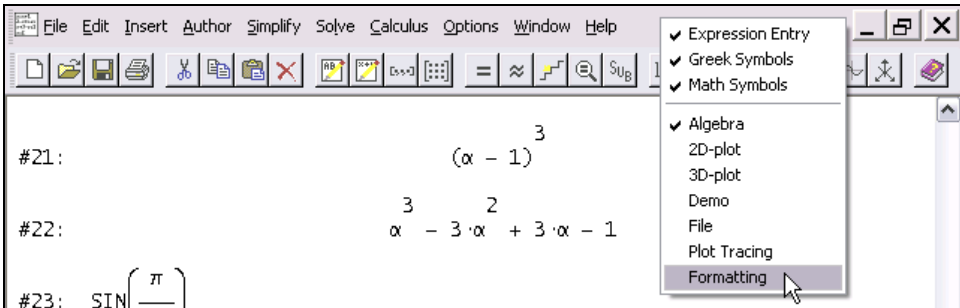 File Edit Insert Author Simplify Solve Calculus Options Window Help
Expression Entry
Greek Symbols
Math Symbols
Algebra
2D-plot
3D-plot
Demo
File
Plot Tracing
Formatting
#21: (α - 1)³
#22: α³ - 3·α² + 3·α - 1
#23: SIN(π